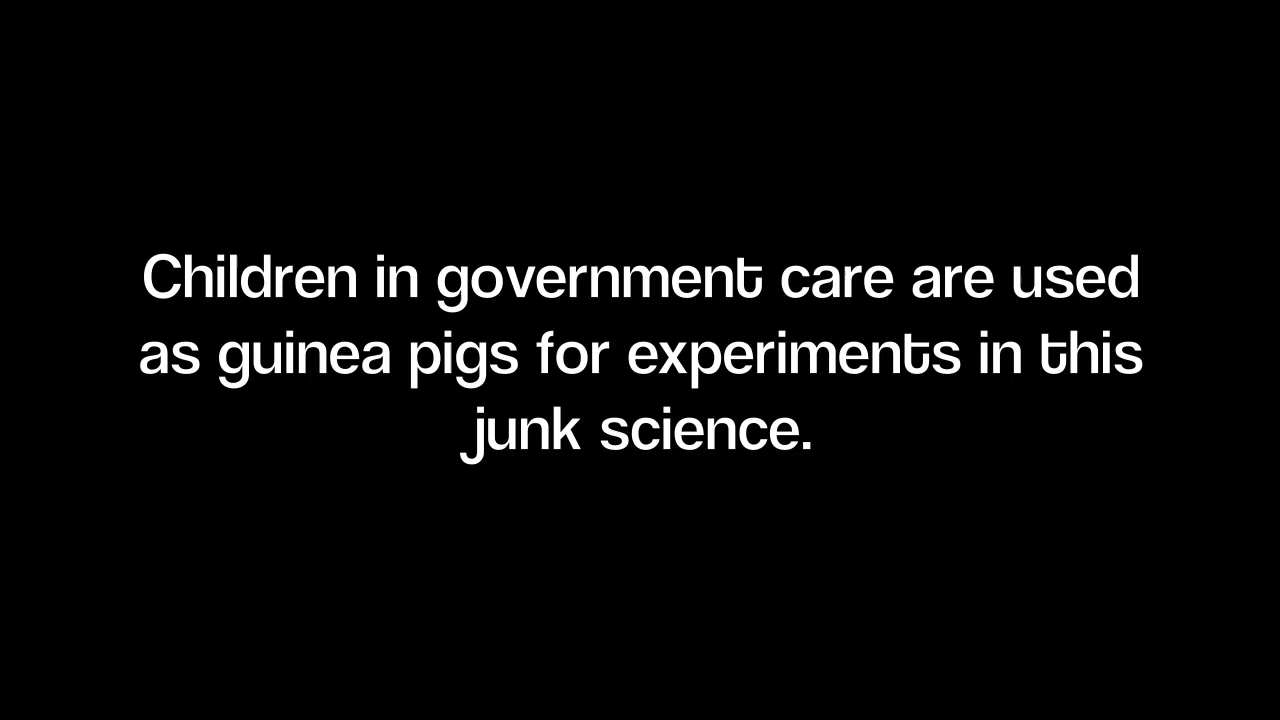 Children in government care are used
as guinea pigs for experiments in this
junk science.